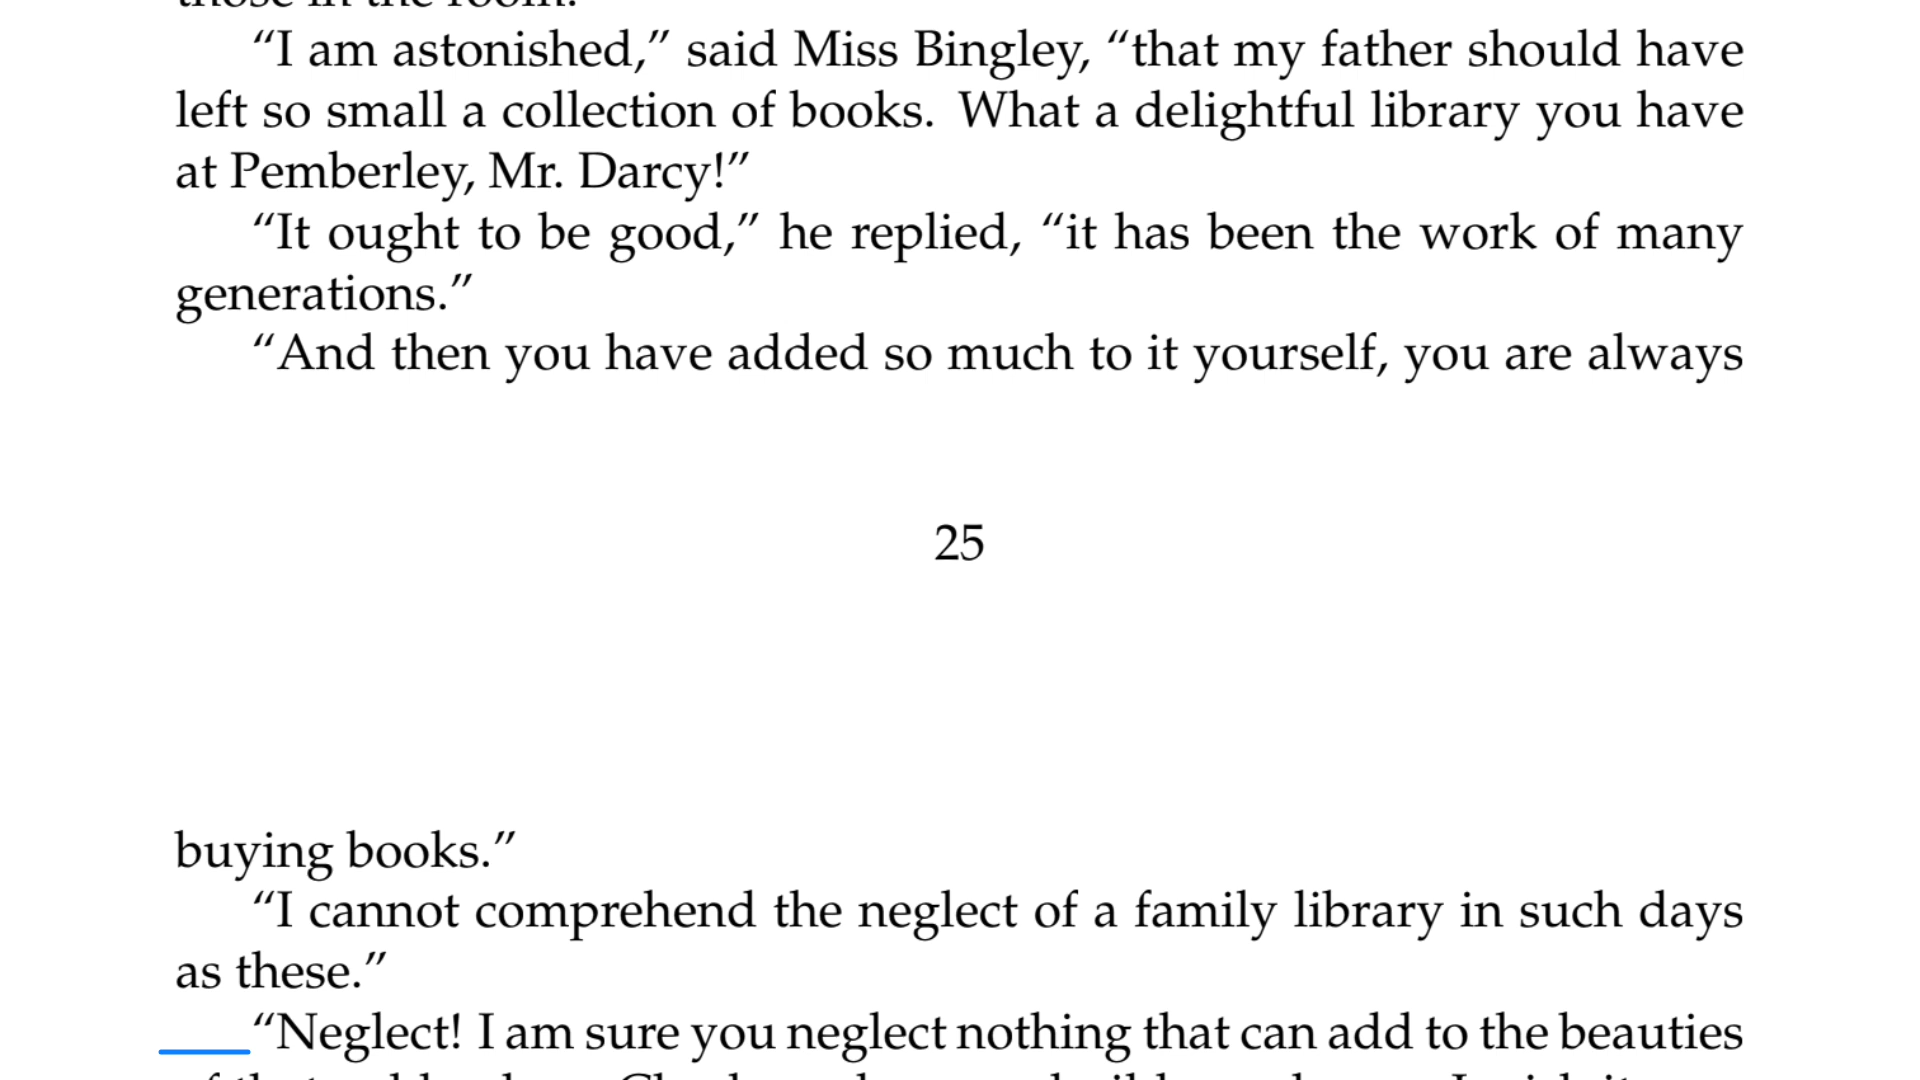 those in the room.
“I am astonished,” said Miss Bingley, “that my father should have
left so small a collection of books. What a delightful library you have
at Pemberley, Mr. Darcy!”
“It ought to be good,” he replied, “it has been the work of many
generations.”
“And then you have added so much to it yourself, you are always
25
buying books.”
“I cannot comprehend the neglect of a family library in such days
as these.”
“Neglect! I am sure you neglect nothing that can add to the beauties